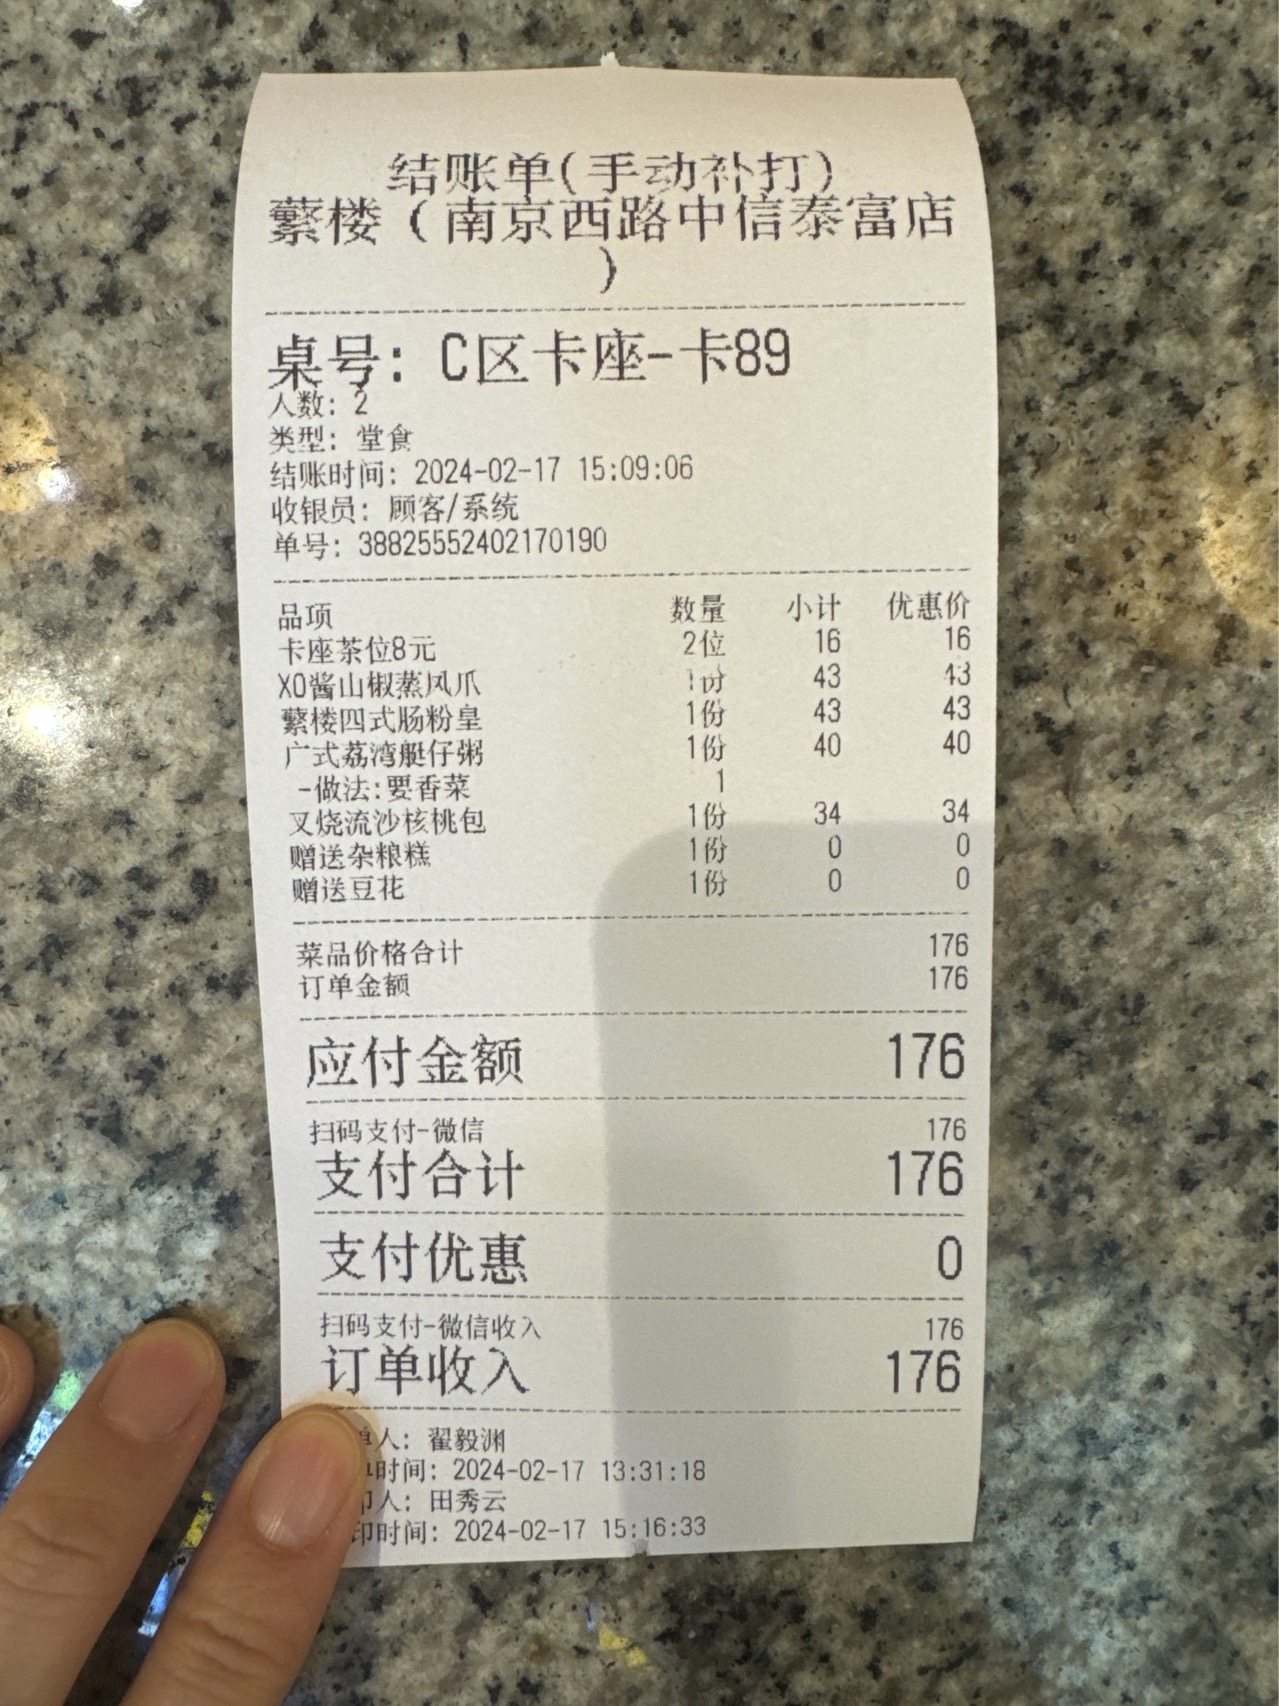 结账单(手动补打)
蘩楼（南京西路中信泰富店
）
桌号: C区卡座-卡89
人数: 2
类型: 堂食
结账时间: 2024-02-17 15:09:06
收银员: 顾客/系统
单号: 38825552402170190
品项 数量 小计 优惠价
卡座茶位8元 2位 16 16
XO酱山椒蒸凤爪 1份 43 43
蘩楼四式肠粉皇 1份 43 43
广式荔湾艇仔粥 1份 40 40
-做法:要香菜 1
叉烧流沙核桃包 1份 34 34
赠送杂粮糕 1份 0 0
赠送豆花 1份 0 0
菜品价格合计 176
订单金额 176
应付金额 176
扫码支付-微信 176
支付合计 176
支付优惠 0
扫码支付-微信收入 176
订单收入 176
单人: 翟毅渊
时间: 2024-02-17 13:31:18
印人: 田秀云
印时间: 2024-02-17 15:16:33